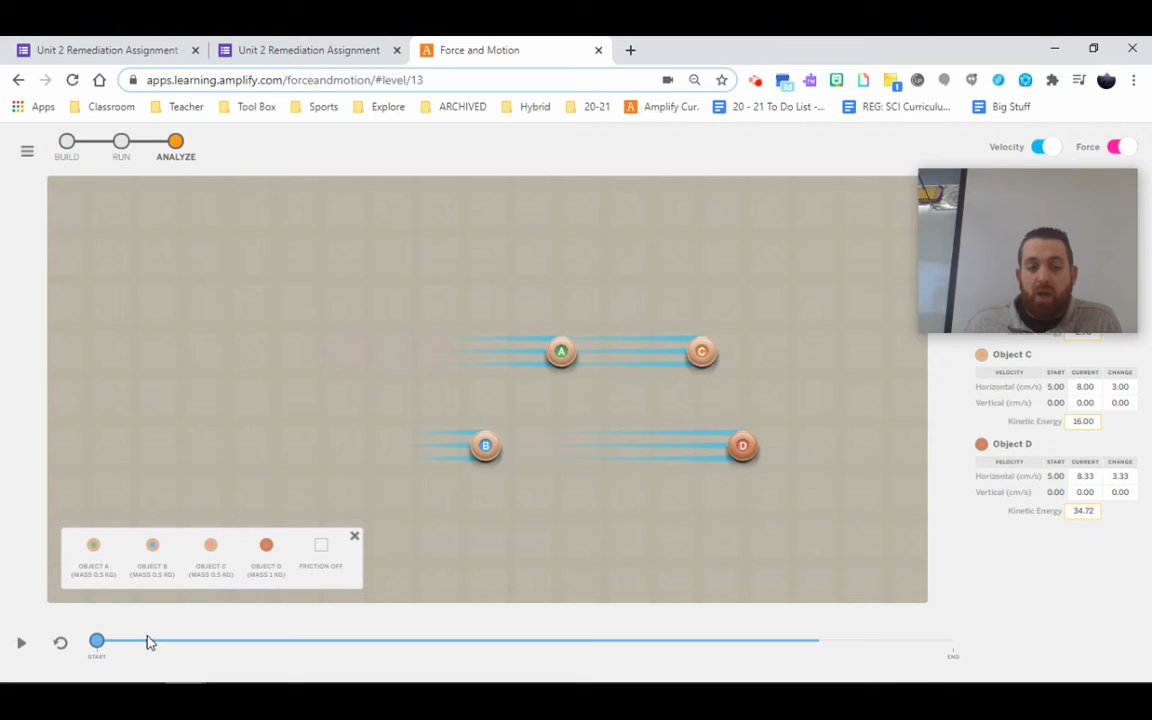 Unit 2 Remediation Assignment
Unit 2 Remediation Assignment
Force and Motion
apps.learning.amplify.com/forceandmotion/#level/13
Apps
Classroom
Teacher
Tool Box
Sports
Explore
ARCHIVED
Hybrid
20-21
Amplify Cur.
20 - 21 To Do List -...
REG: SCI Curriculu...
Big Stuff
BUILD
RUN
ANALYZE
Velocity
Force
A
C
B
D
Object C
VELOCITY START CURRENT CHANGE
Horizontal (cm/s) 5.00 8.00 3.00
Vertical (cm/s) 0.00 0.00 0.00
Kinetic Energy 16.00
Object D
VELOCITY START CURRENT CHANGE
Horizontal (cm/s) 5.00 8.33 3.33
Vertical (cm/s) 0.00 0.00 0.00
Kinetic Energy 34.72
OBJECT A
(MASS 0.5 KG)
OBJECT B
(MASS 0.5 KG)
OBJECT C
(MASS 0.5 KG)
OBJECT D
(MASS 1 KG)
FRICTION OFF
START
END